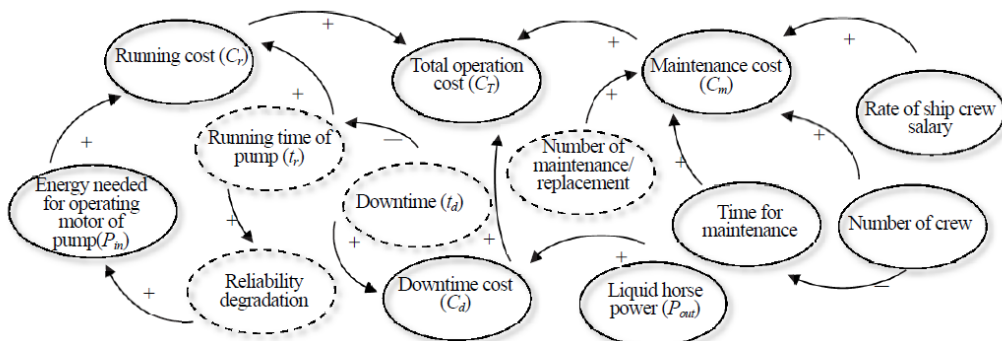 Running cost (Cr)
Total operation
cost (CT)
Maintenance cost
(Cm)
Rate of ship crew
salary
Running time of
pump (tr)
Number of
maintenance/
replacement
Energy needed
for operating
motor of
pump(Pin)
Downtime (td)
Time for
maintenance
Number of crew
Reliability
degradation
Downtime cost
(Cd)
Liquid horse
power (Pout)
+
+
+
+
+
+
+
+
+
+
+
+
+
—
—